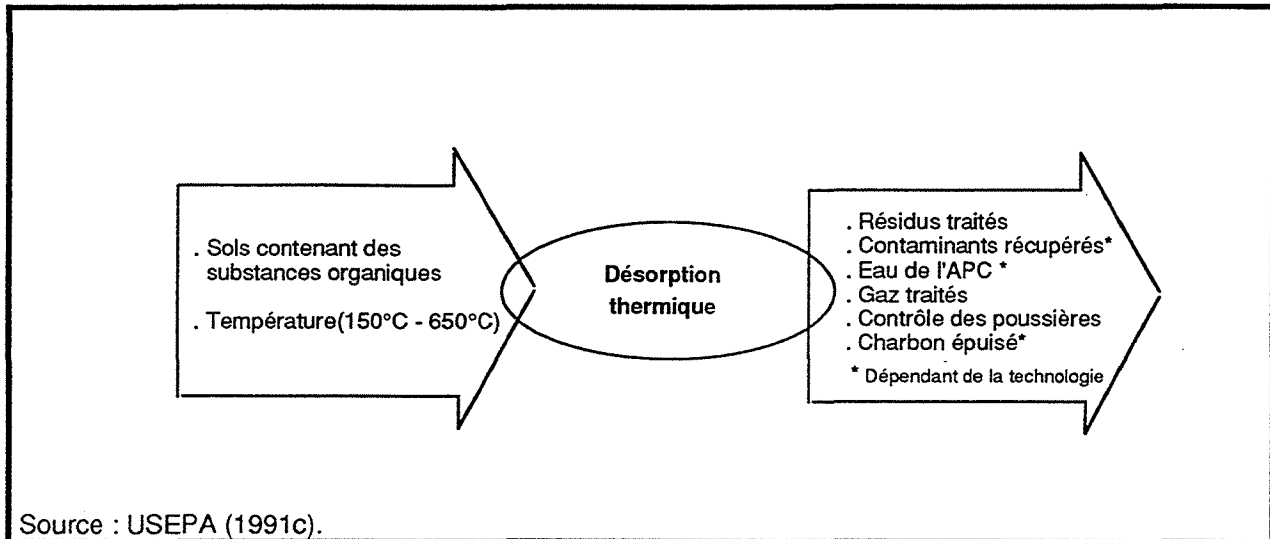 . Sols contenant des
substances organiques
. Température(150°C - 650°C)
Désorption
thermique
. Résidus traités
. Contaminants récupérés*
. Eau de l'APC *
. Gaz traités
. Contrôle des poussières
. Charbon épuisé*
* Dépendant de la technologie
Source : USEPA (1991c).